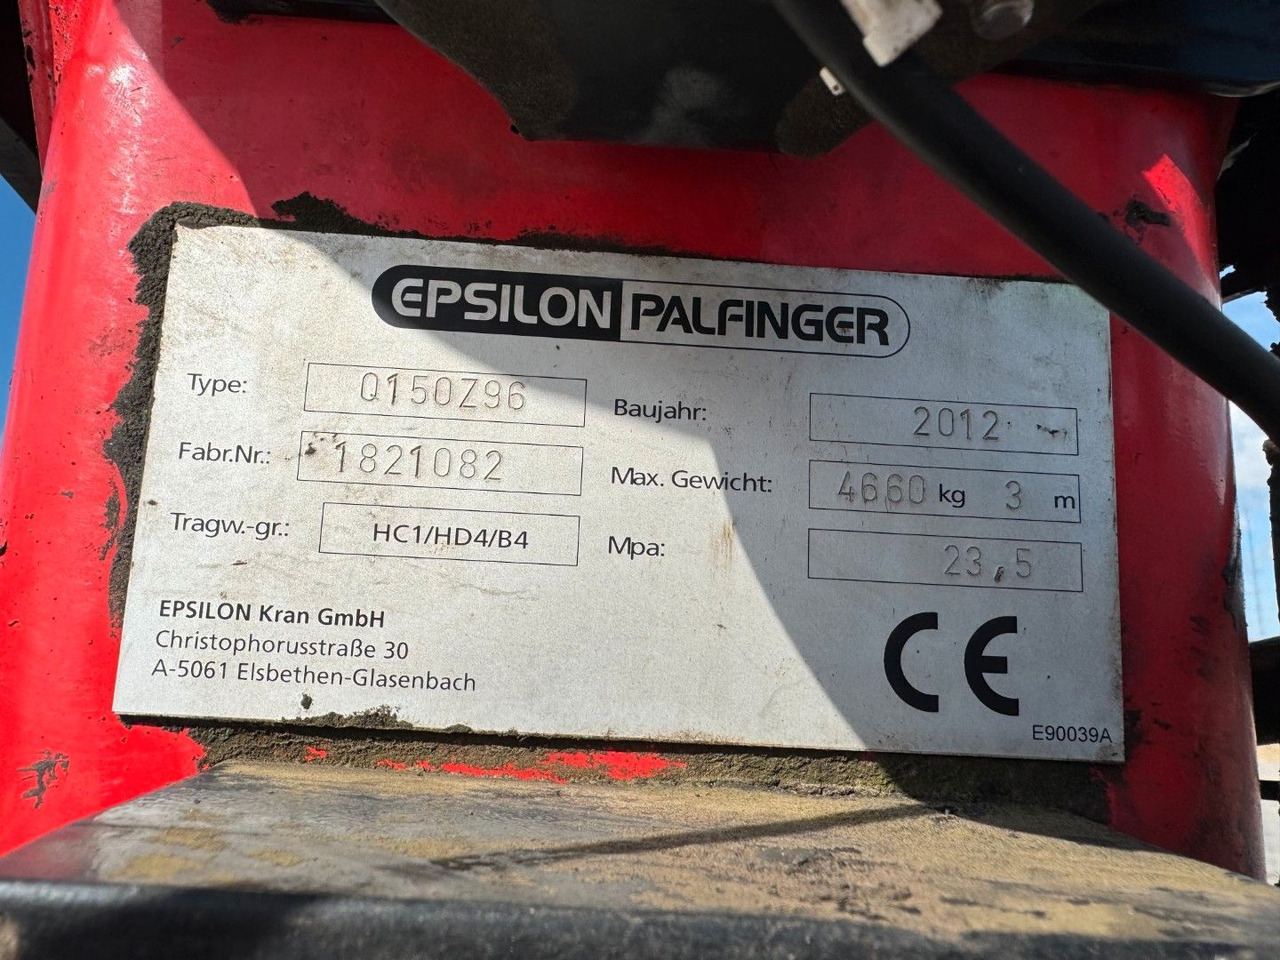 EPSILON PALFINGER
Type: Q150Z96
Fabr.Nr.: 1821082
Tragw.-gr.: HC1/HD4/B4
Baujahr: 2012
Max. Gewicht: 4660 kg 3 m
Mpa: 23,5
EPSILON Kran GmbH
Christophorusstraße 30
A-5061 Elsbethen-Glasenbach
CE
E90039A